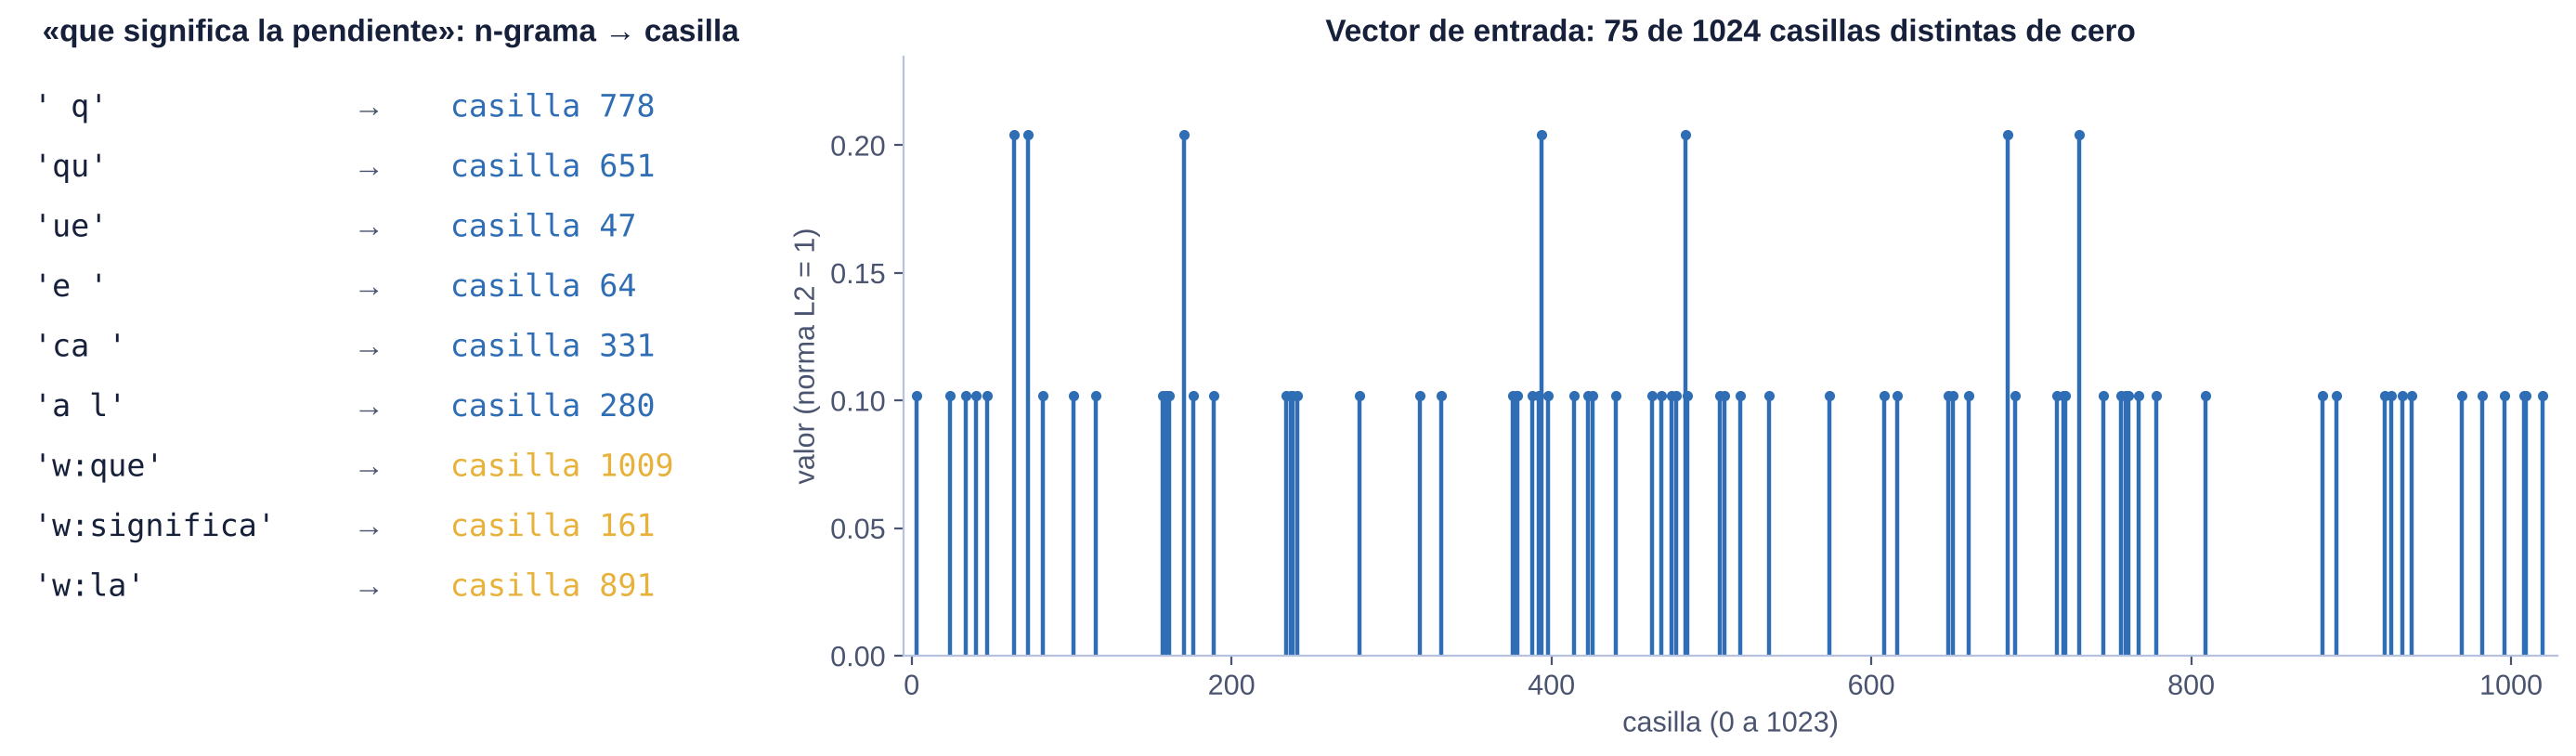 «que significa la pendiente»: n-grama → casilla
' q' → casilla 778
'qu' → casilla 651
'ue' → casilla 47
'e ' → casilla 64
'ca ' → casilla 331
'a l' → casilla 280
'w:que' → casilla 1009
'w:significa' → casilla 161
'w:la' → casilla 891
Vector de entrada: 75 de 1024 casillas distintas de cero
valor (norma L2 = 1)
0.20
0.15
0.10
0.05
0.00
0 200 400 600 800 1000
casilla (0 a 1023)